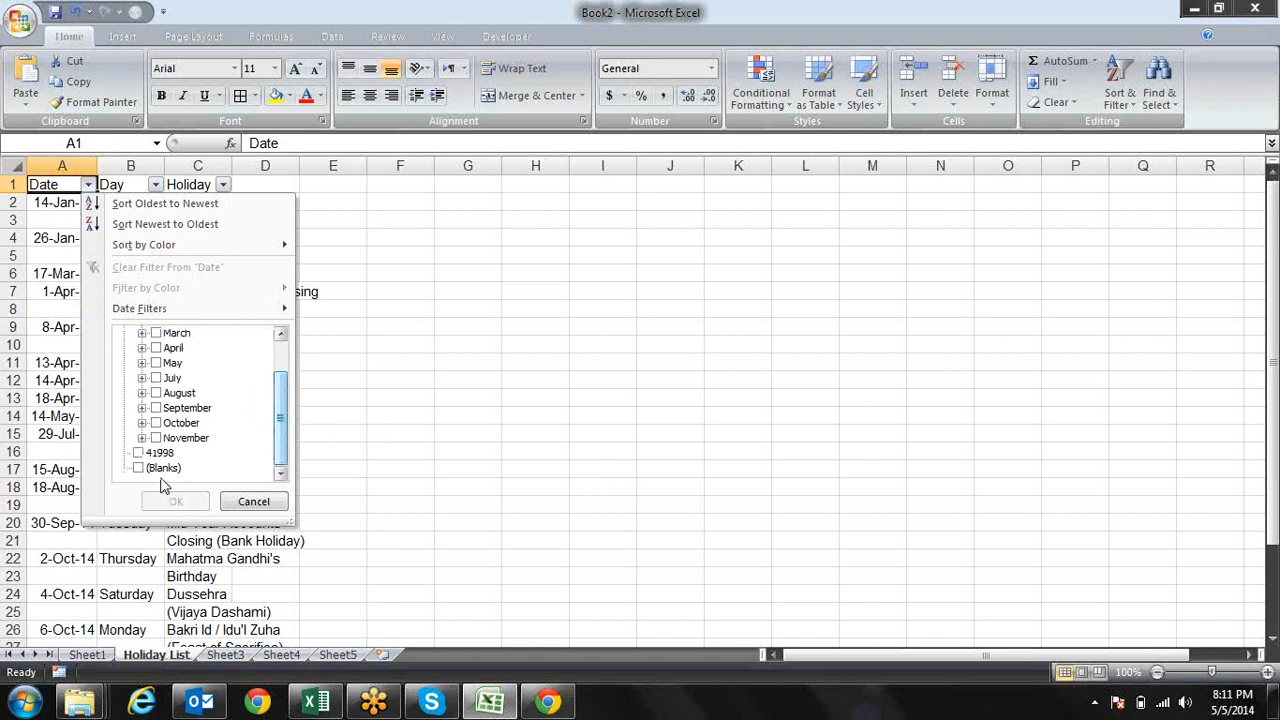 Book2 - Microsoft Excel
Home Insert Page Layout Formulas Data Review View Developer
Paste
Cut
Copy
Format Painter
Clipboard
Arial 11
B I U
Font
Wrap Text
Merge & Center
Alignment
General
$ % ,
Number
Conditional Formatting
Format as Table
Cell Styles
Styles
Insert Delete Format
Cells
AutoSum
Fill
Clear
Sort & Filter
Find & Select
Editing
A1 fx Date
A B C D E F G H I J K L M N O P Q R
1 Date Day Holiday
2 14-Jan-
3
4 26-Jan-
5
6 17-Mar-
7 1-Apr- sing
8
9 8-Apr-
10
11 13-Apr-
12 14-Apr-
13 18-Apr-
14 14-May-
15 29-Jul-
16
17 15-Aug-
18 18-Aug-
19
20 30-Sep-
21 Closing (Bank Holiday)
22 2-Oct-14 Thursday Mahatma Gandhi's
23 Birthday
24 4-Oct-14 Saturday Dussehra
25 (Vijaya Dashami)
26 6-Oct-14 Monday Bakri Id / Idu'l Zuha
27
Sort Oldest to Newest
Sort Newest to Oldest
Sort by Color
Clear Filter From "Date"
Filter by Color
Date Filters
March
April
May
July
August
September
October
November
41998
(Blanks)
OK Cancel
Sheet1 Holiday List Sheet3 Sheet4 Sheet5
Ready 100%
8:11 PM
5/5/2014